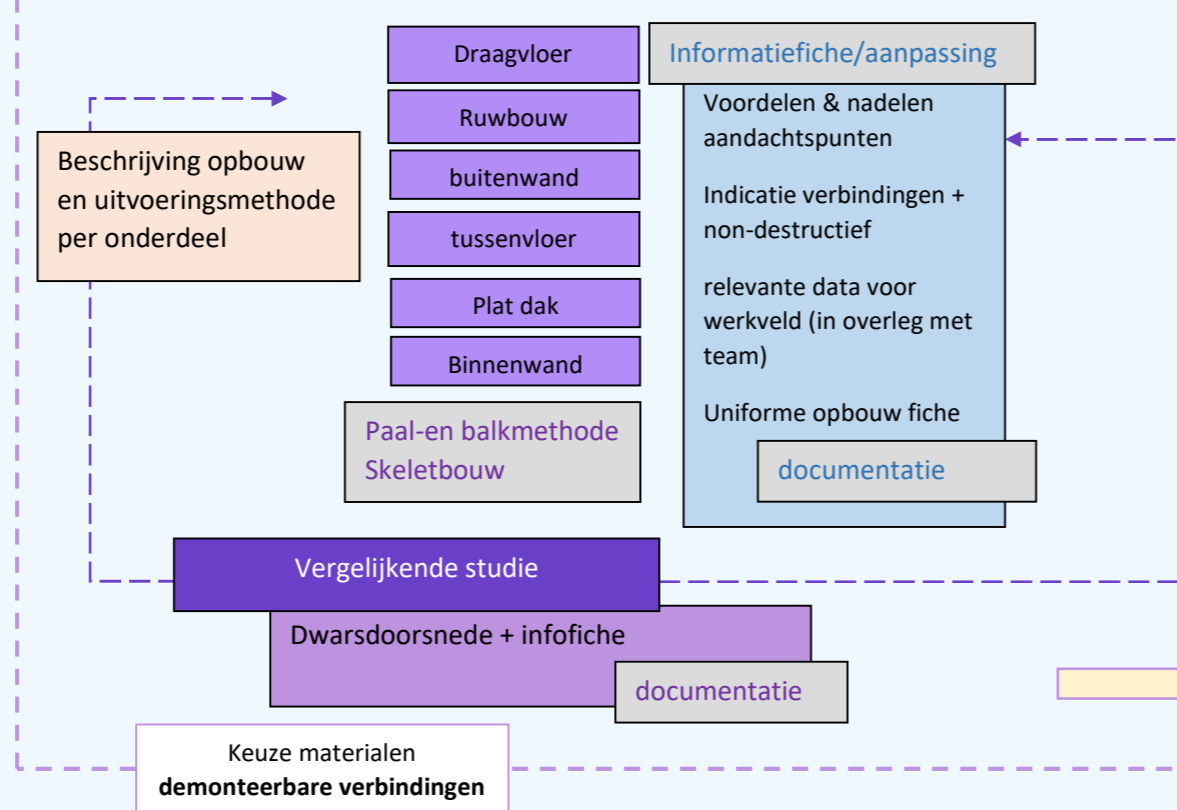 Beschrijving opbouw
en uitvoeringsmethode
per onderdeel
Draagvloer
Ruwbouw
buitenwand
tussenvloer
Plat dak
Binnenwand
Paal-en balkmethode
Skeletbouw
Informatiefiche/aanpassing
Voordelen & nadelen
aandachtspunten
Indicatie verbindingen +
non-destructief
relevante data voor
werkveld (in overleg met
team)
Uniforme opbouw fiche
documentatie
Vergelijkende studie
Dwarsdoorsnede + infofiche
documentatie
Keuze materialen
demonteerbare verbindingen